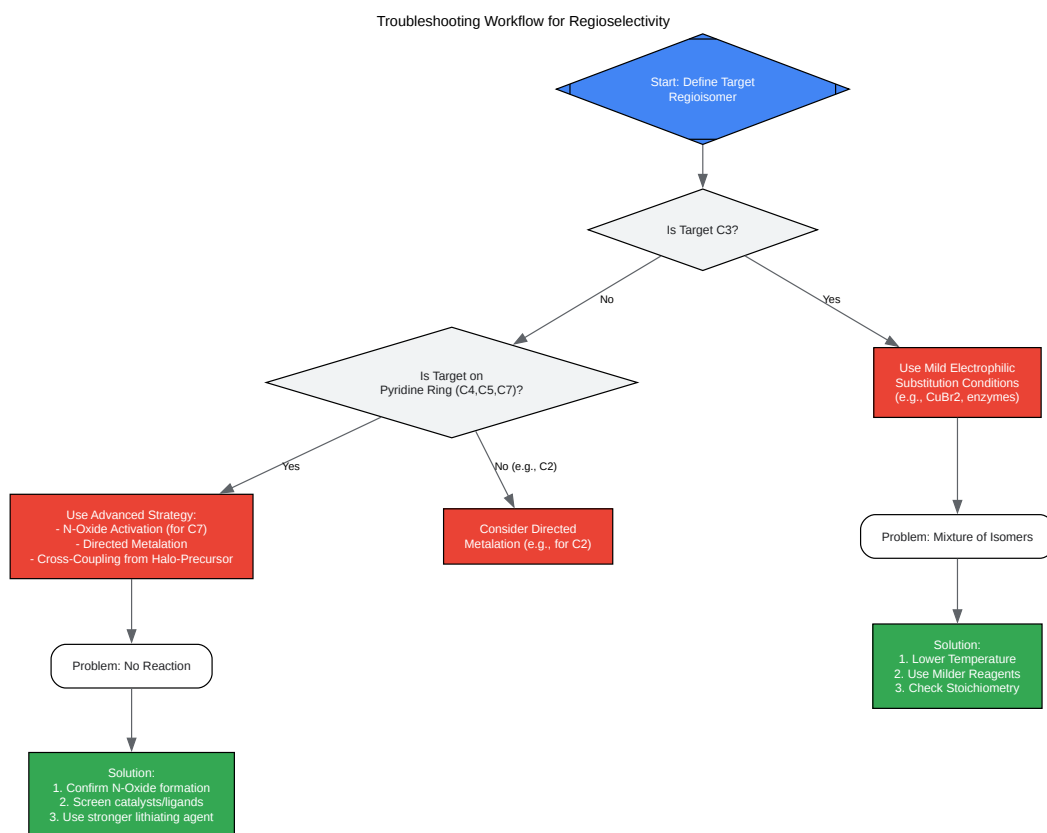 Troubleshooting Workflow for Regioselectivity
Start: Define Target
Regioisomer
Is Target C3?
No
Yes
Is Target on
Pyridine Ring (C4,C5,C7)?
Use Mild Electrophilic
Substitution Conditions
(e.g., CuBr2, enzymes)
Yes
No (e.g., C2)
Use Advanced Strategy:
- N-Oxide Activation (for C7)
- Directed Metalation
- Cross-Coupling from Halo-Precursor
Consider Directed
Metalation (e.g., for C2)
Problem: Mixture of Isomers
Problem: No Reaction
Solution:
1. Lower Temperature
2. Use Milder Reagents
3. Check Stoichiometry
Solution:
1. Confirm N-Oxide formation
2. Screen catalysts/ligands
3. Use stronger lithiating agent